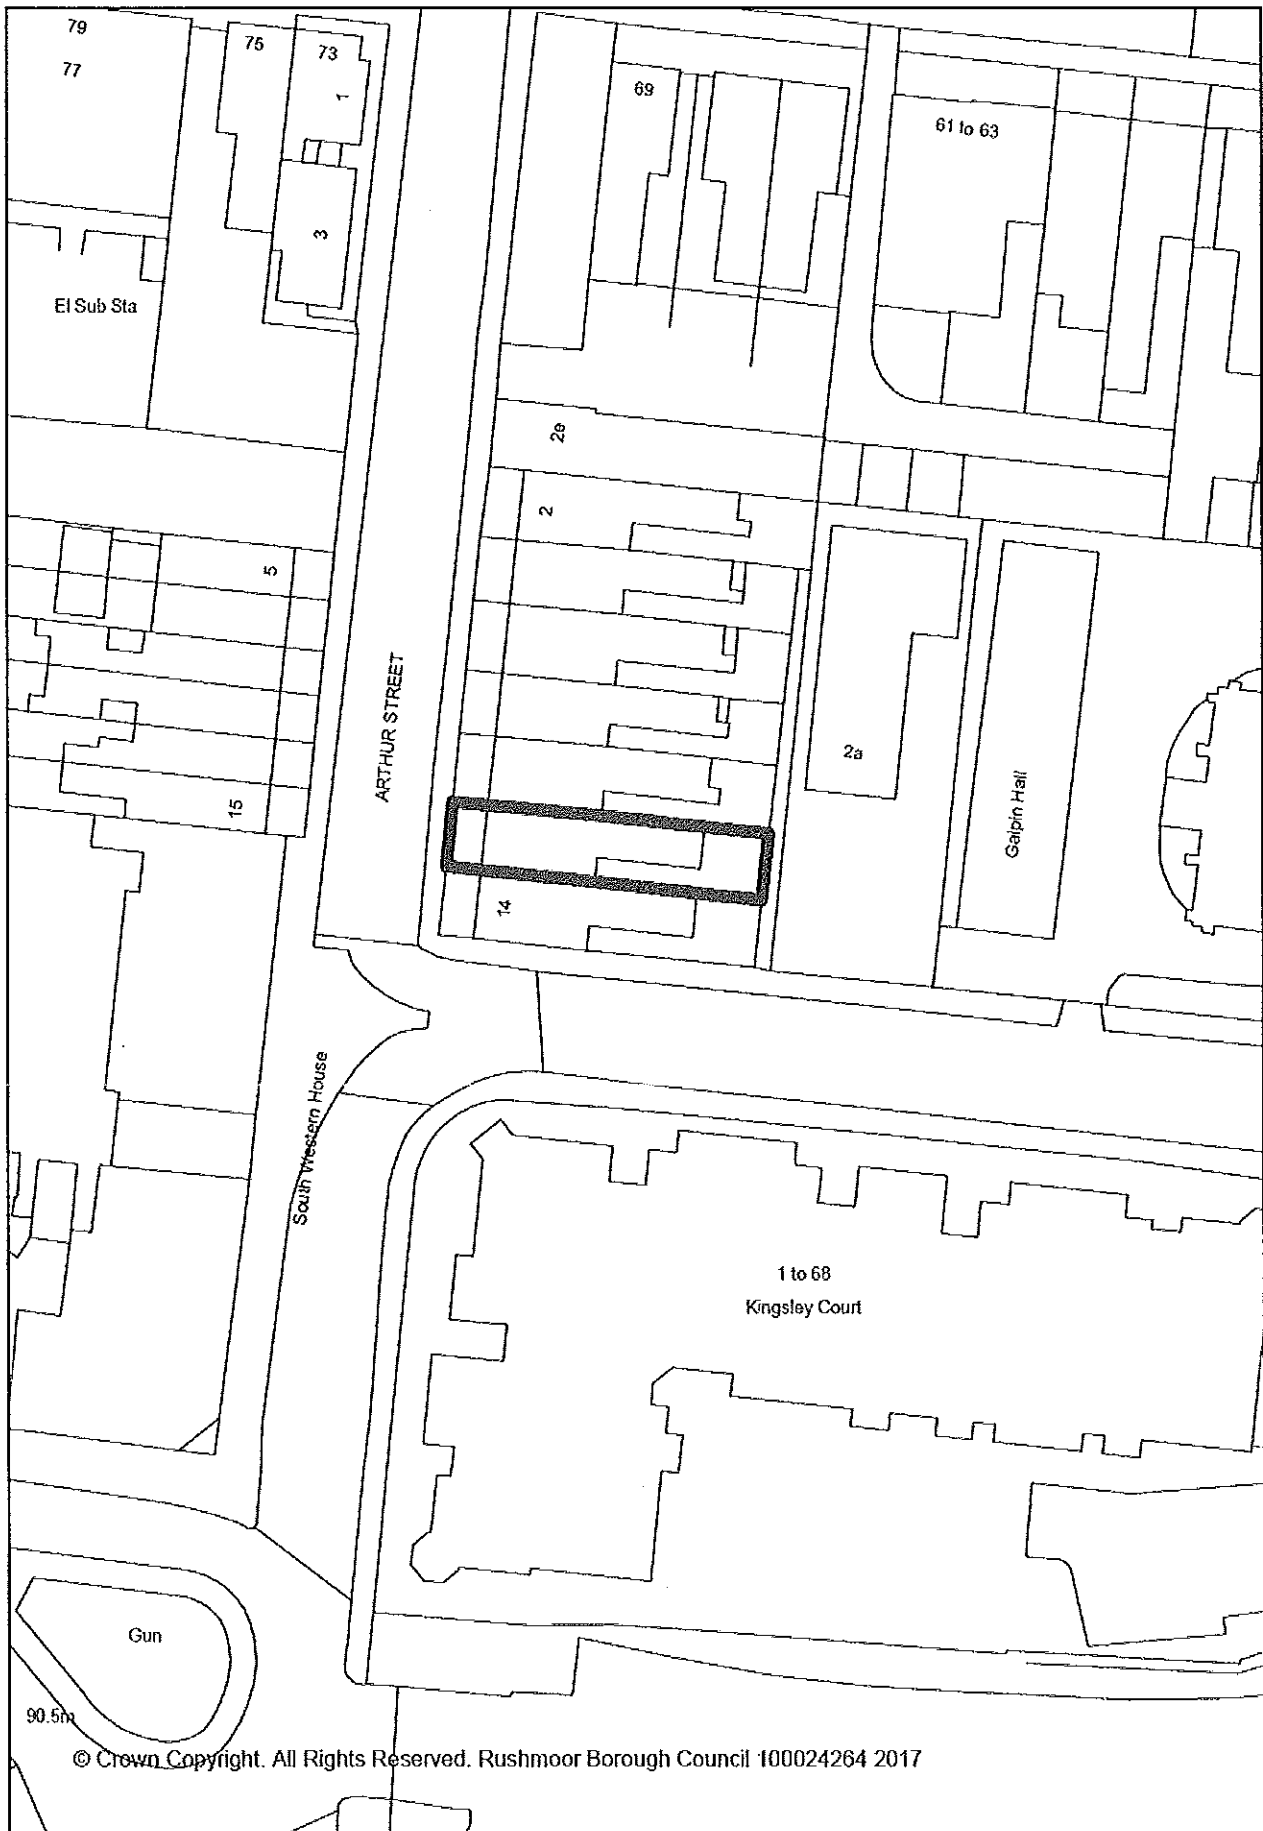 79
77
75
73
1
3
69
61 to 63
El Sub Sta
2e
2
5
ARTHUR STREET
15
14
2a
Galpin Hall
South Western House
1 to 68
Kingsley Court
Gun
90.5m
© Crown Copyright. All Rights Reserved. Rushmoor Borough Council 100024264 2017